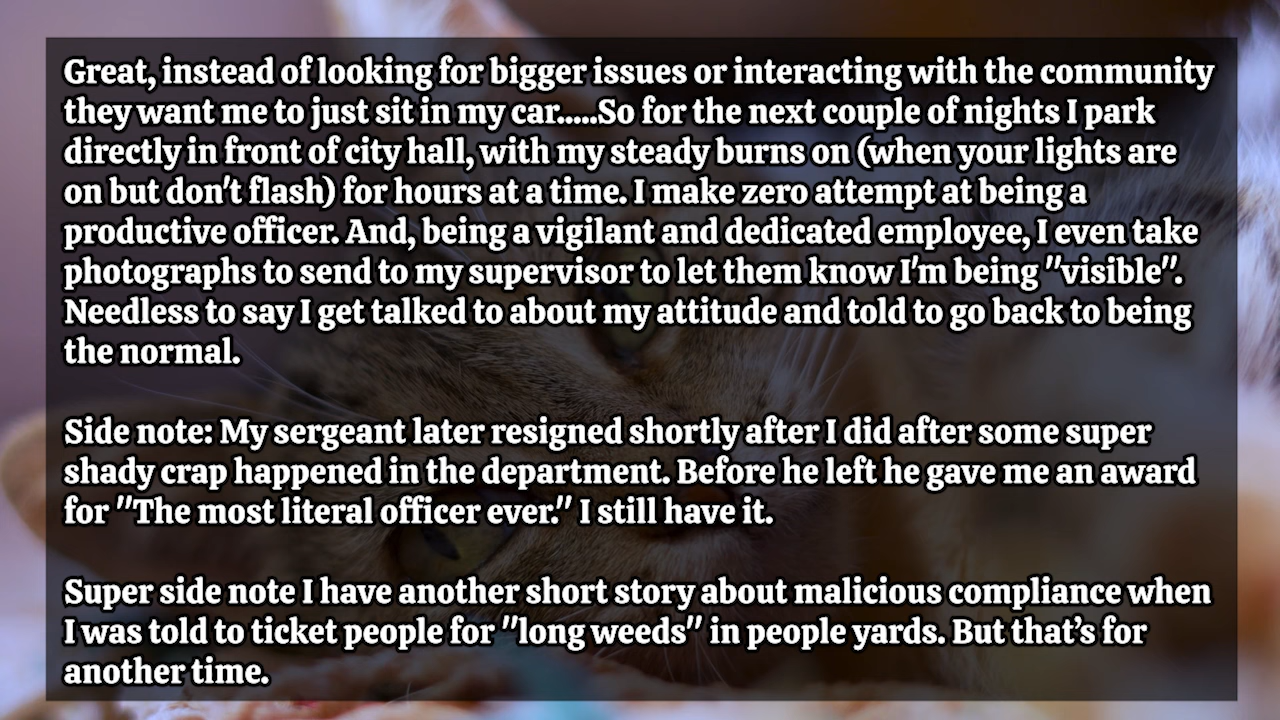 Great, instead of looking for bigger issues or interacting with the community
they want me to just sit in my car.....So for the next couple of nights I park
directly in front of city hall, with my steady burns on (when your lights are
on but don't flash) for hours at a time. I make zero attempt at being a
productive officer. And, being a vigilant and dedicated employee, I even take
photographs to send to my supervisor to let them know I'm being "visible".
Needless to say I get talked to about my attitude and told to go back to being
the normal.
Side note: My sergeant later resigned shortly after I did after some super
shady crap happened in the department. Before he left he gave me an award
for "The most literal officer ever." I still have it.
Super side note I have another short story about malicious compliance when
I was told to ticket people for "long weeds" in people yards. But that’s for
another time.